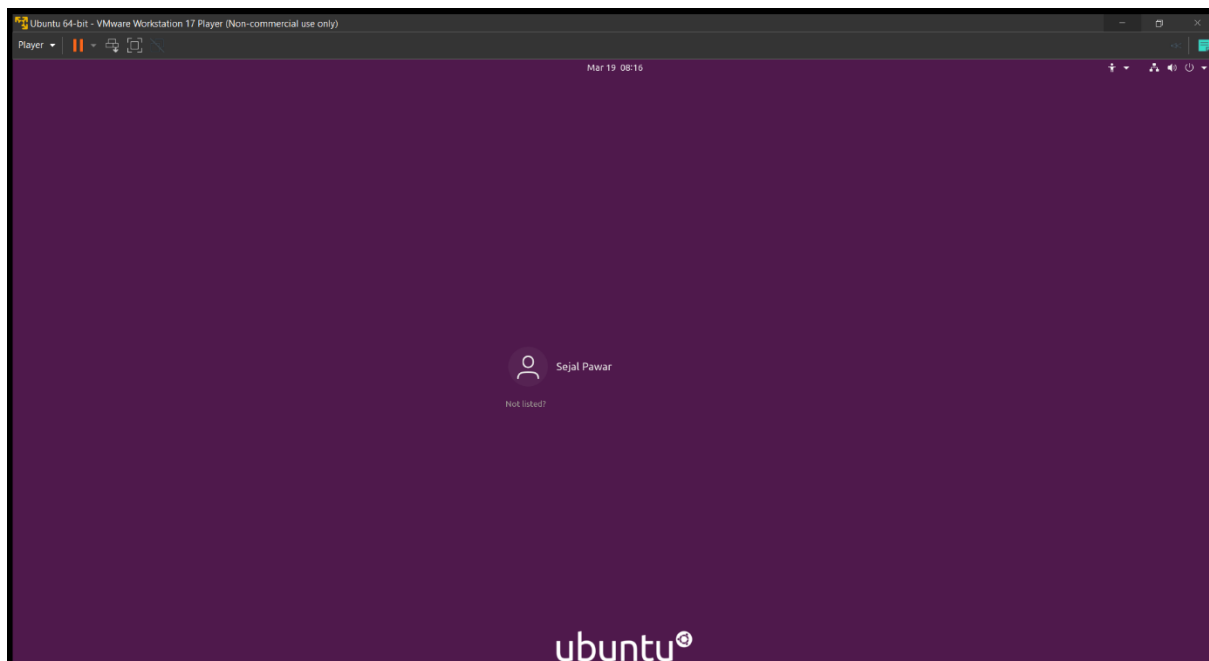 Ubuntu 64-bit - VMware Workstation 17 Player (Non-commercial use only)
Player
Mar 19 08:16
Sejal Pawar
Not listed?
ubuntu